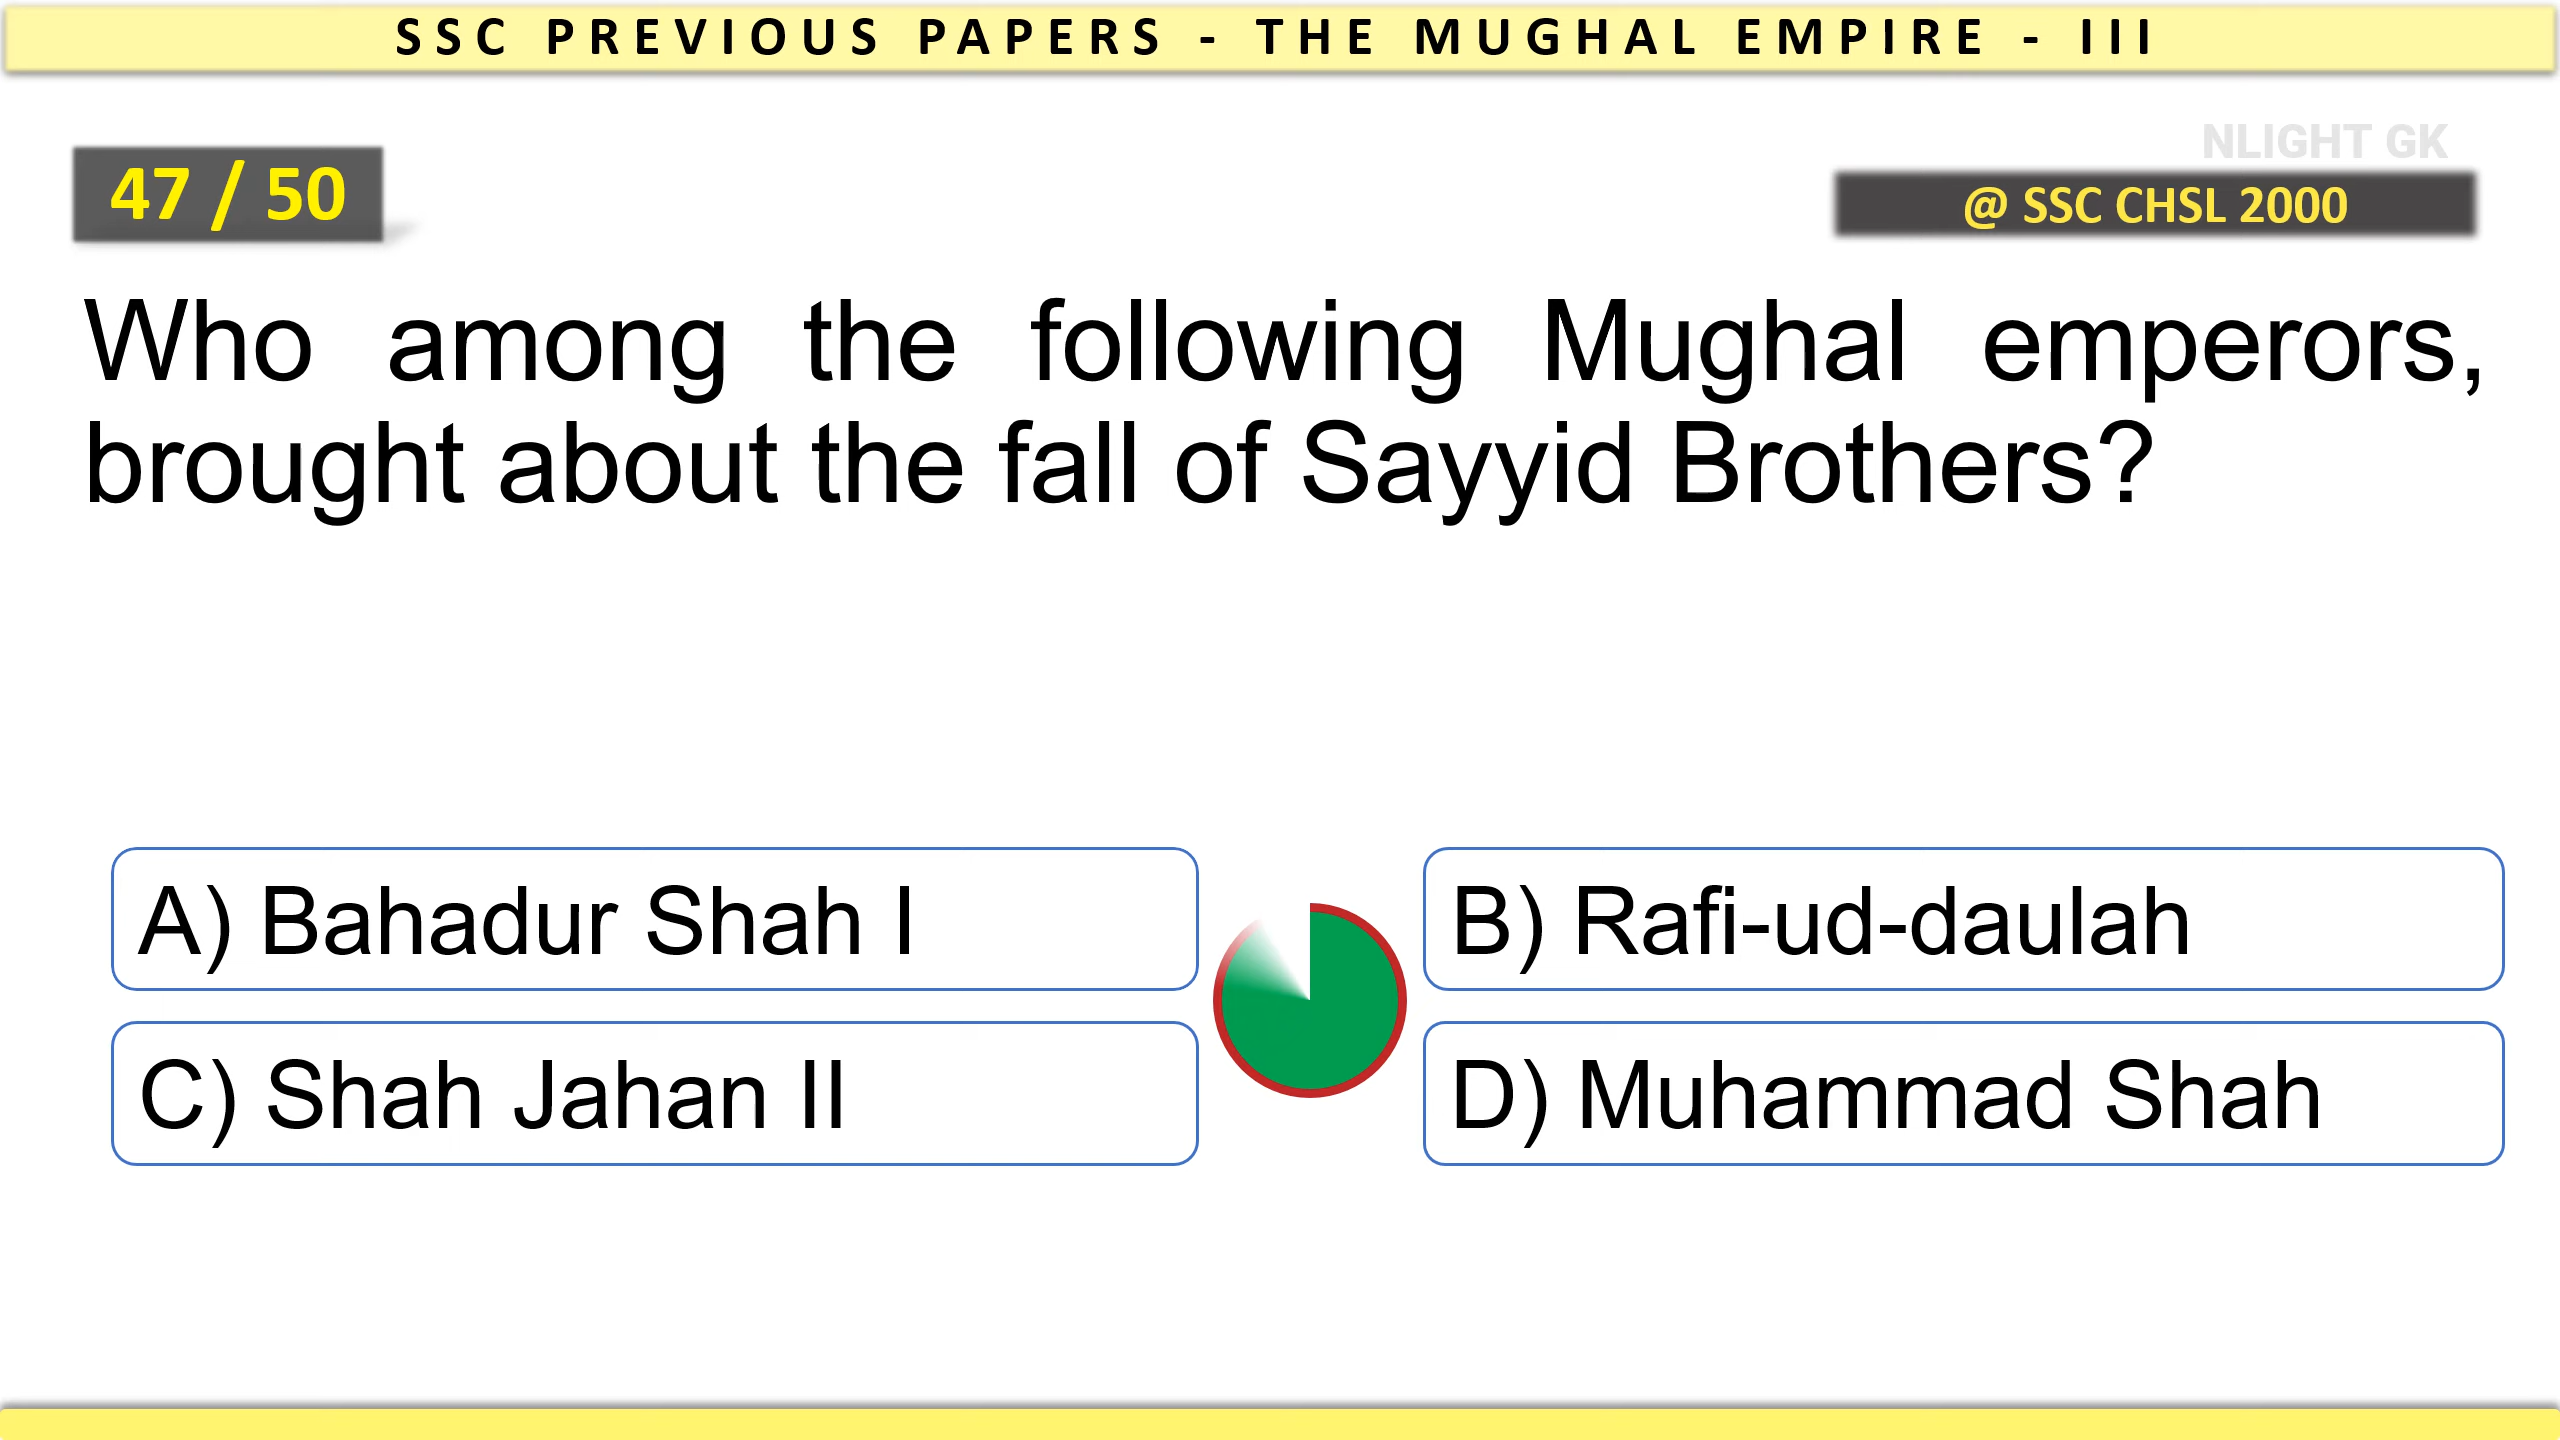 SSC PREVIOUS PAPERS - THE MUGHAL EMPIRE - III
NLIGHT GK
47 / 50
@ SSC CHSL 2000
Who among the following Mughal emperors,
brought about the fall of Sayyid Brothers?
A) Bahadur Shah I
B) Rafi-ud-daulah
C) Shah Jahan II
D) Muhammad Shah